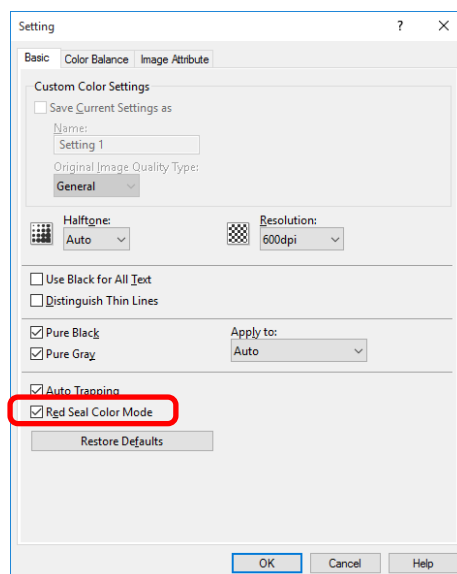 Setting
?
Basic Color Balance Image Attribute
Custom Color Settings
Save Current Settings as
Name:
Setting 1
Original Image Quality Type:
General
Halftone: Resolution:
Auto 600dpi
Use Black for All Text
Distinguish Thin Lines
Pure Black Apply to:
Pure Gray Auto
Auto Trapping
Red Seal Color Mode
Restore Defaults
OK Cancel Help